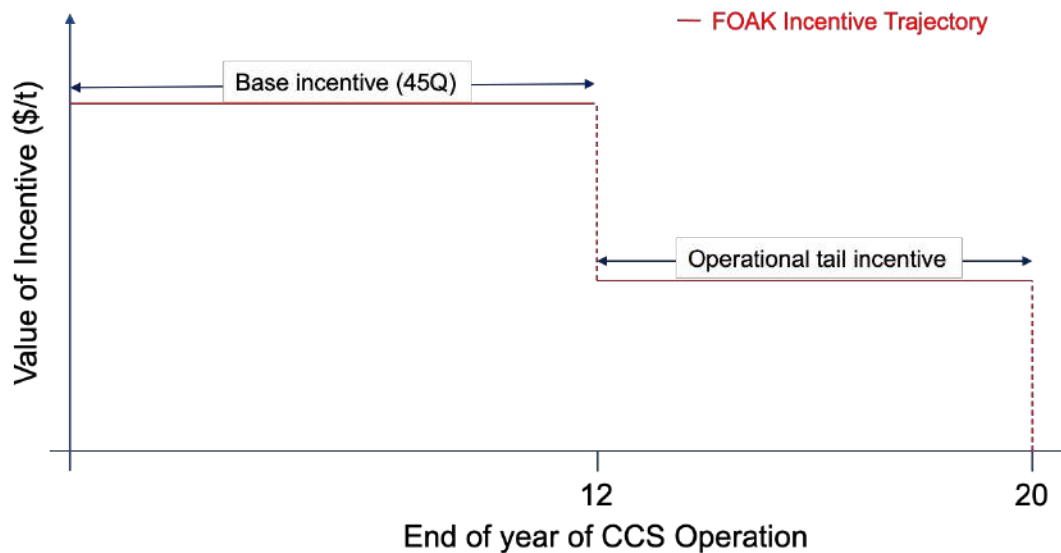 FOAK Incentive Trajectory
Base incentive (45Q)
Value of Incentive ($/t)
Operational tail incentive
12
20
End of year of CCS Operation